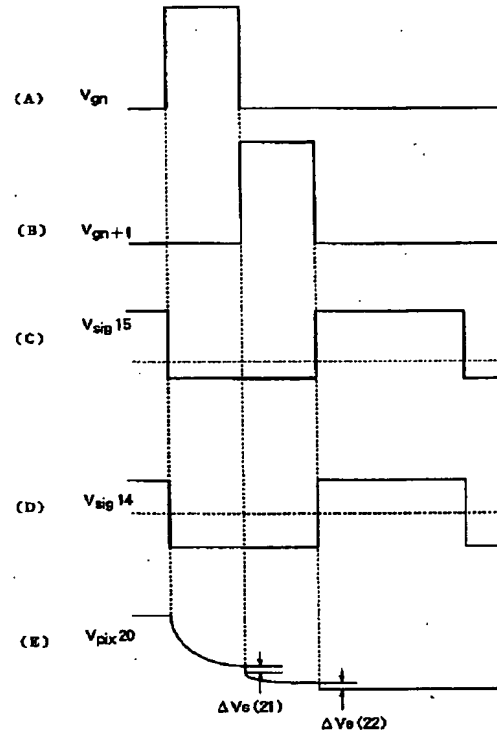 (A) Vgn
(B) Vgn+1
(C) Vsig 15
(D) Vsig 14
(E) Vpix 20
ΔVs (21)
ΔVs (22)